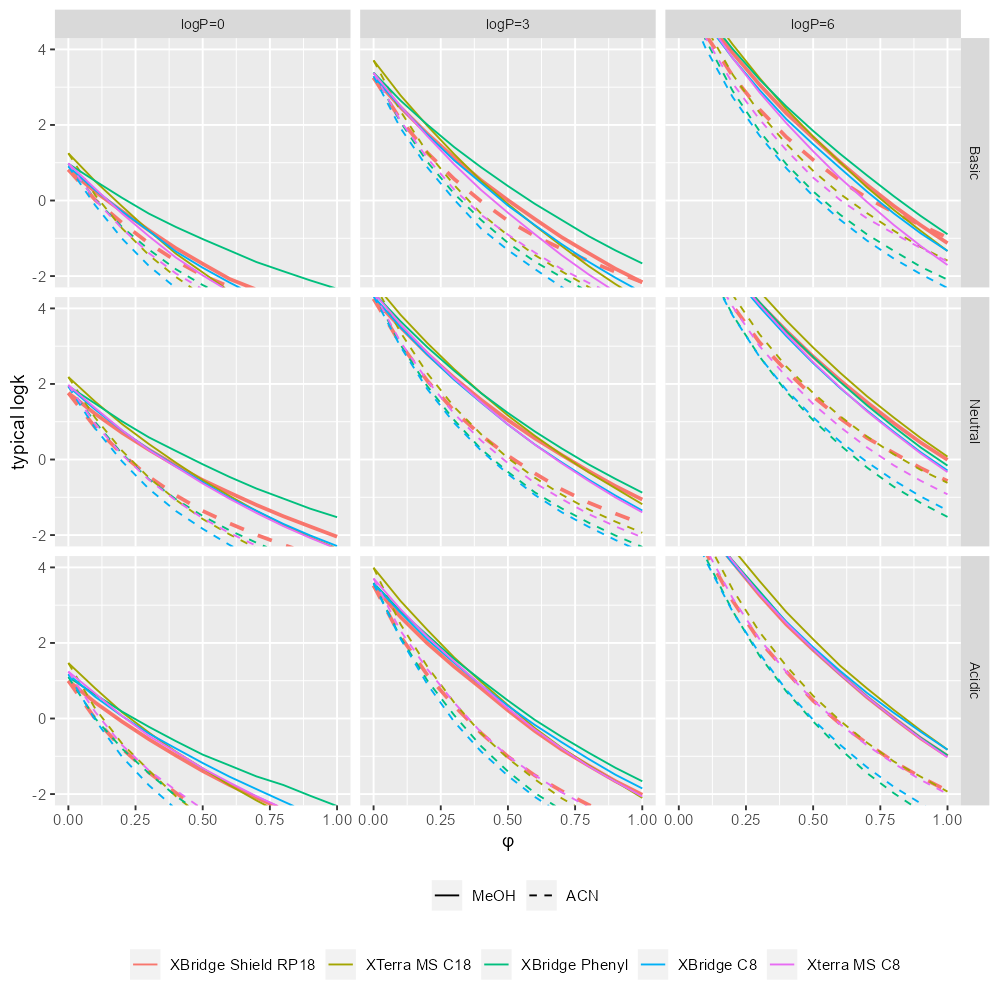 logP=0 logP=3 logP=6
4
2
0
-2
Basic
4
2
0
-2
Neutral
typical logk
4
2
0
-2
Acidic
0.00 0.25 0.50 0.75 1.00 0.00 0.25 0.50 0.75 1.00 0.00 0.25 0.50 0.75 1.00
φ
MeOH ACN
XBridge Shield RP18 XTerra MS C18 XBridge Phenyl XBridge C8 Xterra MS C8